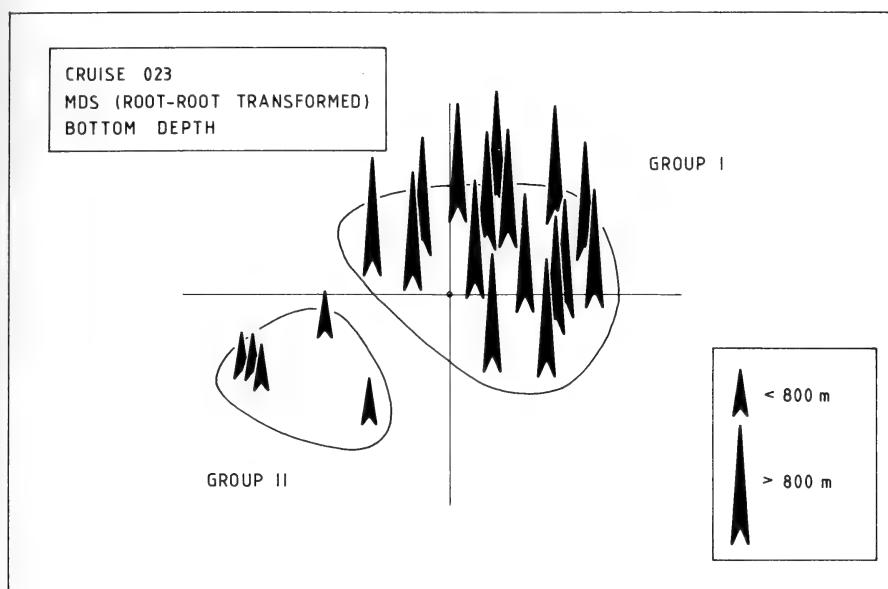 CRUISE 023
MDS (ROOT-ROOT TRANSFORMED)
BOTTOM DEPTH
GROUP I
< 800 m
> 800 m
GROUP II